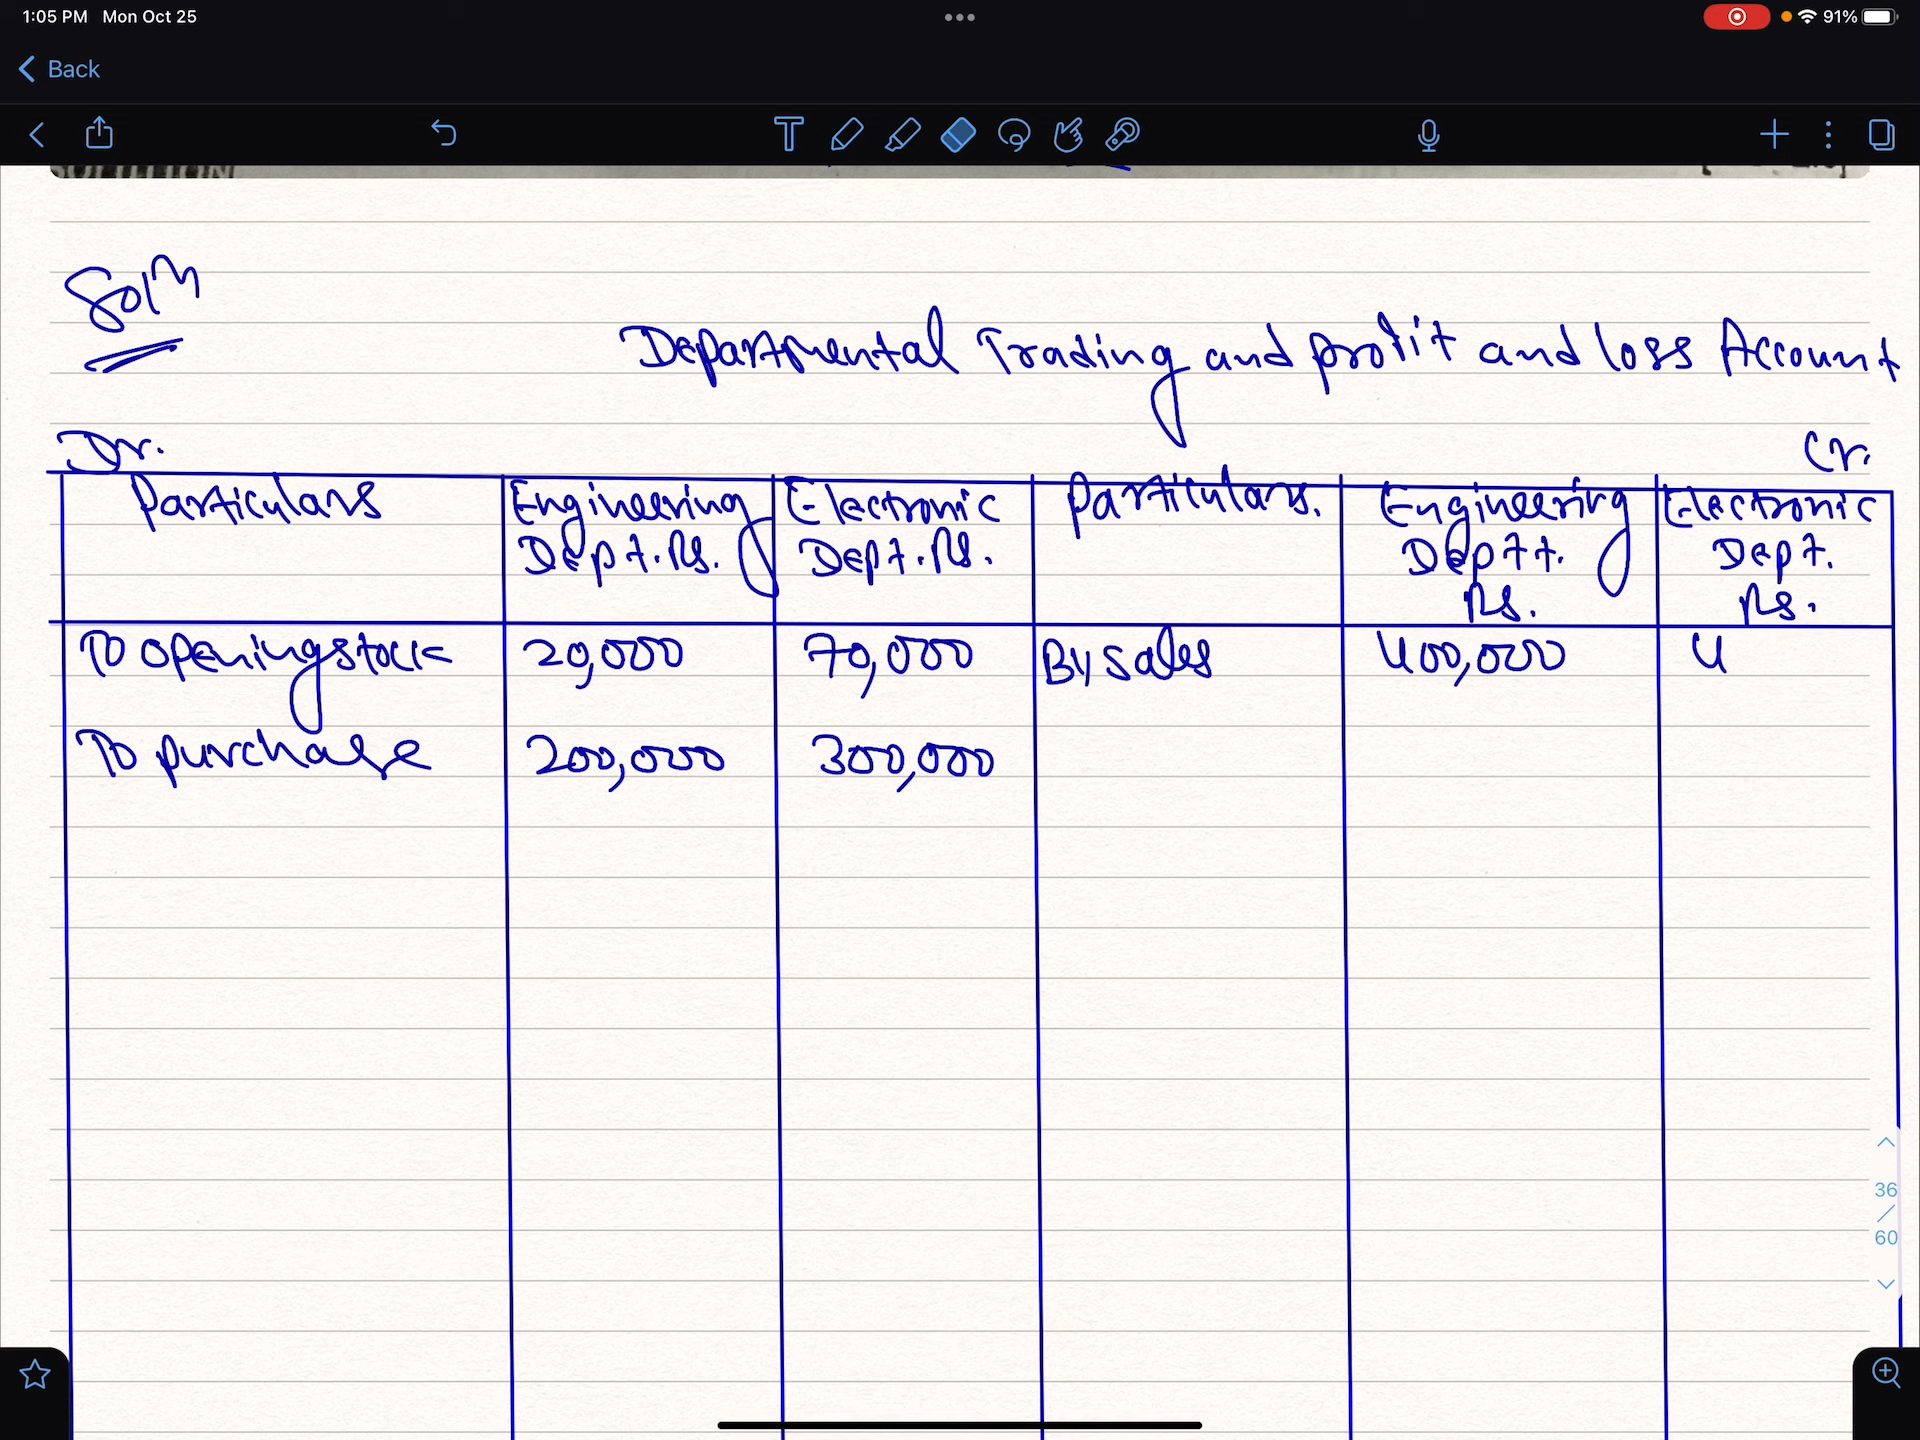 1:05 PM Mon Oct 25
91%
Back
SOLUTION
Soln
Departmental Trading and profit and loss Account
Dr.
Cr.
Particulars Engineering Dept. Rs. Electronic Dept. Rs. Particulars. Engineering Deptt. Rs. Electronic Dept. Rs.
To opening stock 20,000 70,000 By sales 400,000 4
To purchase 200,000 300,000
36
/
60